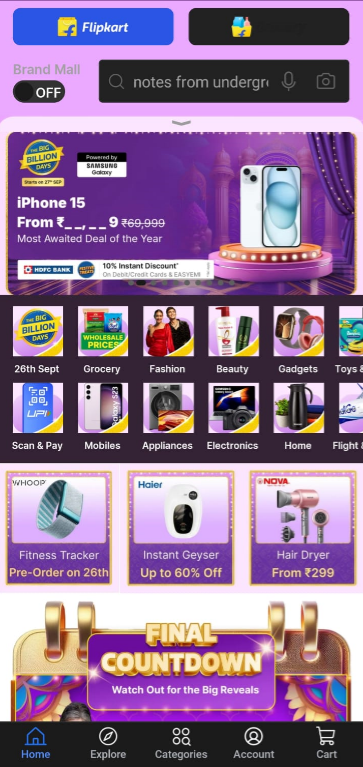 Flipkart
Brand Mall
OFF
notes from undergr
THE
BIG
BILLION
DAYS
Starts on 27th SEP
Powered by
SAMSUNG
Galaxy
iPhone 15
From ₹_ _,_ _ 9 ₹69,999
Most Awaited Deal of the Year
HDFC BANK
10% Instant Discount*
On Debit/Credit Cards & EASYEMI
THE BIG BILLION DAYS
WHOLESALE
PRICES
26th Sept
Grocery
Fashion
Beauty
Gadgets
Toys &
UPI
Galaxy S23
Scan & Pay
Mobiles
Appliances
Electronics
Home
Flight &
WHOOP
Haier
NOVA
Fitness Tracker
Instant Geyser
Hair Dryer
Pre-Order on 26th
Up to 60% Off
From ₹299
FINAL
COUNTDOWN
Watch Out for the Big Reveals
Home
Explore
Categories
Account
Cart